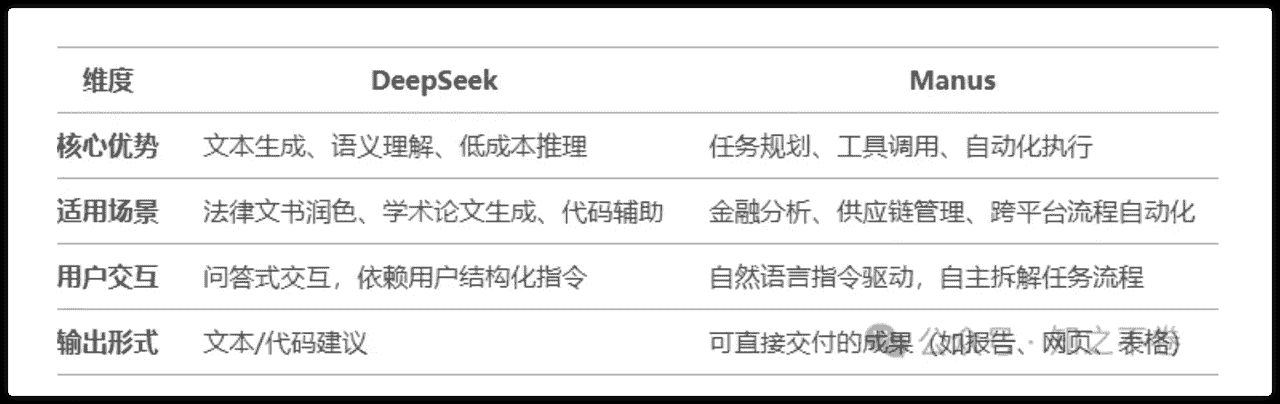 维度 DeepSeek Manus
核心优势 文本生成、语义理解、低成本推理 任务规划、工具调用、自动化执行
适用场景 法律文书润色、学术论文生成、代码辅助 金融分析、供应链管理、跨平台流程自动化
用户交互 问答式交互，依赖用户结构化指令 自然语言指令驱动，自主拆解任务流程
输出形式 文本/代码建议 可直接交付的成果（如报告、网页、表格）
公众号